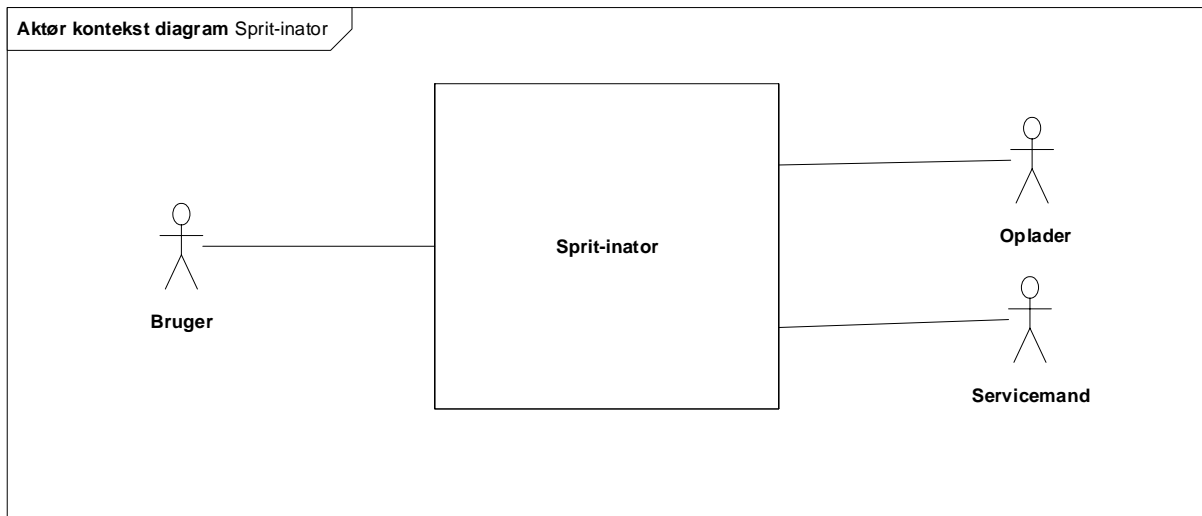 Aktør kontekst diagram Sprit-inator
Sprit-inator
Bruger
Oplader
Servicemand